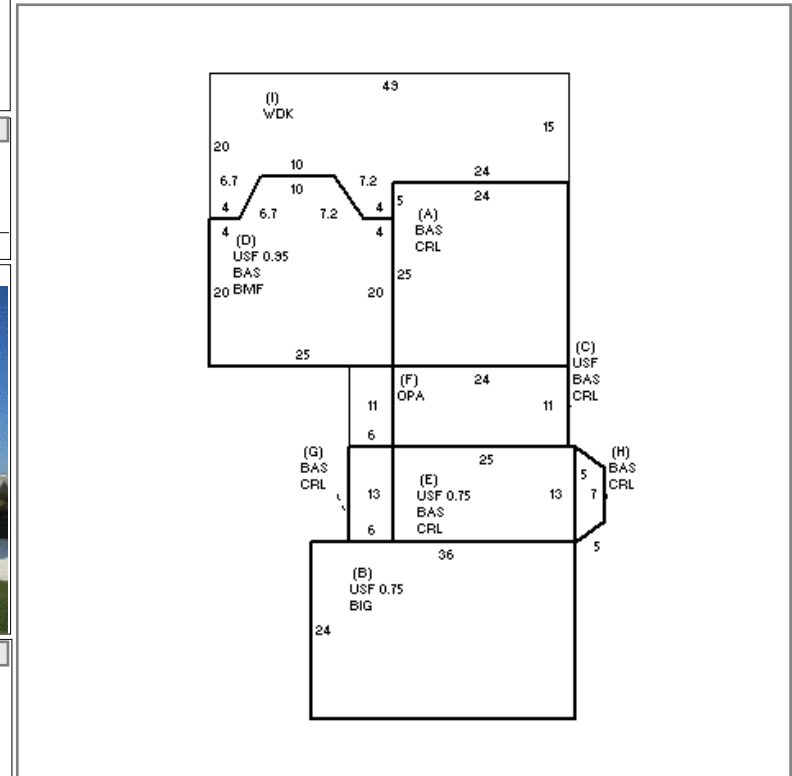 49
(I)
WDK
15
20
10
24
6.7
10
7.2
24
4
4
5
6.7
7.2
(A)
BAS
CRL
4
4
(D)
USF 0.95
BAS
BMF
25
20
20
25
(C)
USF
BAS
CRL
(F)
OPA
24
11
11
6
(G)
BAS
CRL
25
(H)
BAS
CRL
(E)
USF 0.75
BAS
CRL
13
13
5
7
6
36
5
(B)
USF 0.75
BIG
24